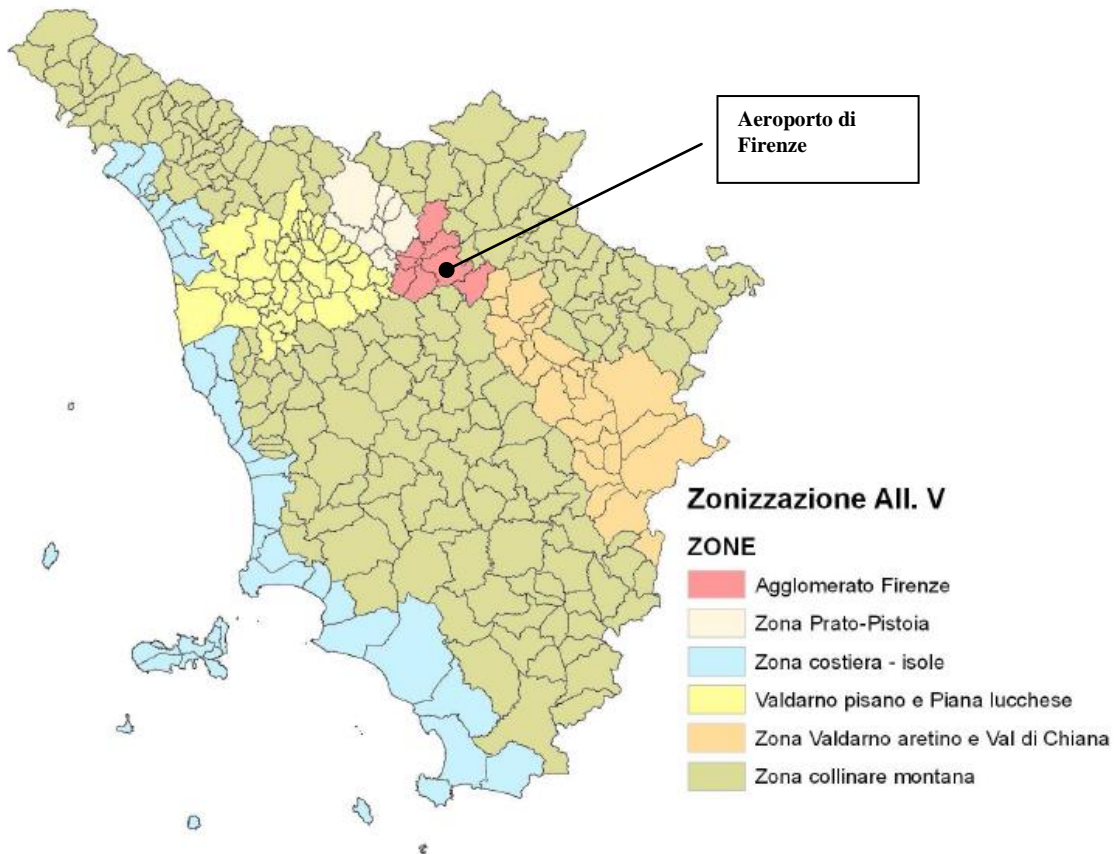 Aeroporto di
Firenze
Zonizzazione All. V
ZONE
Agglomerato Firenze
Zona Prato-Pistoia
Zona costiera - isole
Valdarno pisano e Piana lucchese
Zona Valdarno aretino e Val di Chiana
Zona collinare montana